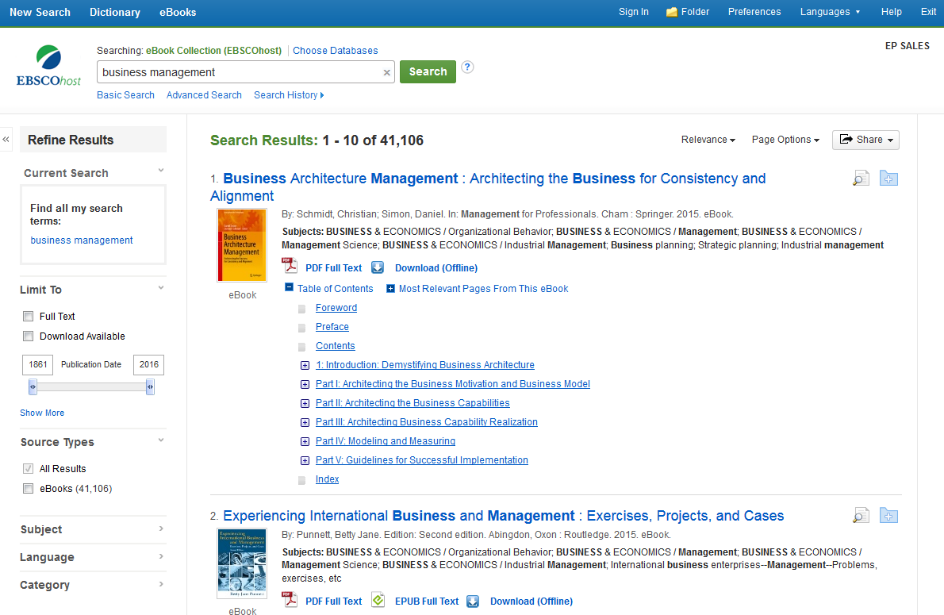 New Search Dictionary eBooks Sign In Folder Preferences Languages Help Exit
EP SALES
Searching: eBook Collection (EBSCOhost) Choose Databases
business management × Search ?
EBSCOhost
Basic Search Advanced Search Search History
«
Refine Results
Current Search
Find all my search
terms:
business management
Limit To
Full Text
Download Available
1861 Publication Date 2016
Show More
Source Types
All Results
eBooks (41,106)
Subject
Language
Category
Search Results: 1 - 10 of 41,106 Relevance Page Options Share
1. Business Architecture Management : Architecting the Business for Consistency and
Alignment
By: Schmidt, Christian; Simon, Daniel. In: Management for Professionals. Cham : Springer. 2015. eBook.
Subjects: BUSINESS & ECONOMICS / Organizational Behavior; BUSINESS & ECONOMICS / Management; BUSINESS & ECONOMICS /
Management Science; BUSINESS & ECONOMICS / Industrial Management; Business planning; Strategic planning; Industrial management
Business
Architecture
Management
eBook
PDF Full Text Download (Offline)
Table of Contents Most Relevant Pages From This eBook
Foreword
Preface
Contents
1: Introduction: Demystifying Business Architecture
Part I: Architecting the Business Motivation and Business Model
Part II: Architecting the Business Capabilities
Part III: Architecting Business Capability Realization
Part IV: Modeling and Measuring
Part V: Guidelines for Successful Implementation
Index
2. Experiencing International Business and Management : Exercises, Projects, and Cases
By: Punnett, Betty Jane. Edition: Second edition. Abingdon, Oxon : Routledge. 2015. eBook.
Subjects: BUSINESS & ECONOMICS / Organizational Behavior; BUSINESS & ECONOMICS / Management; BUSINESS & ECONOMICS /
Management Science; BUSINESS & ECONOMICS / Industrial Management; International business enterprises--Management--Problems,
exercises, etc
eBook
PDF Full Text EPUB Full Text Download (Offline)